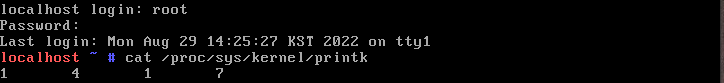 localhost login: root
Password:
Last login: Mon Aug 29 14:25:27 KST 2022 on tty1
localhost ~ # cat /proc/sys/kernel/printk
1 4 1 7